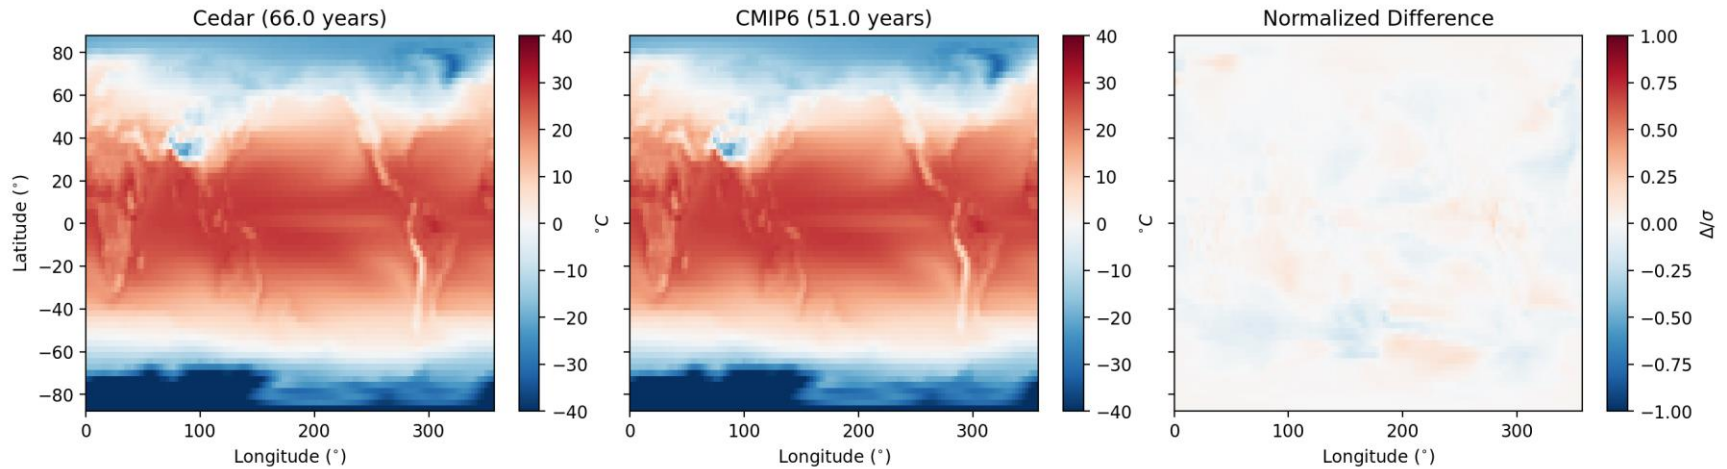 Cedar (66.0 years)
Latitude (°)
80
60
40
20
0
−20
−40
−60
−80
0 100 200 300
Longitude (°)
40
30
20
10
0
−10
−20
−30
−40
°C
CMIP6 (51.0 years)
0 100 200 300
Longitude (°)
40
30
20
10
0
−10
−20
−30
−40
°C
Normalized Difference
0 100 200 300
Longitude (°)
1.00
0.75
0.50
0.25
0.00
−0.25
−0.50
−0.75
−1.00
Δ/σ